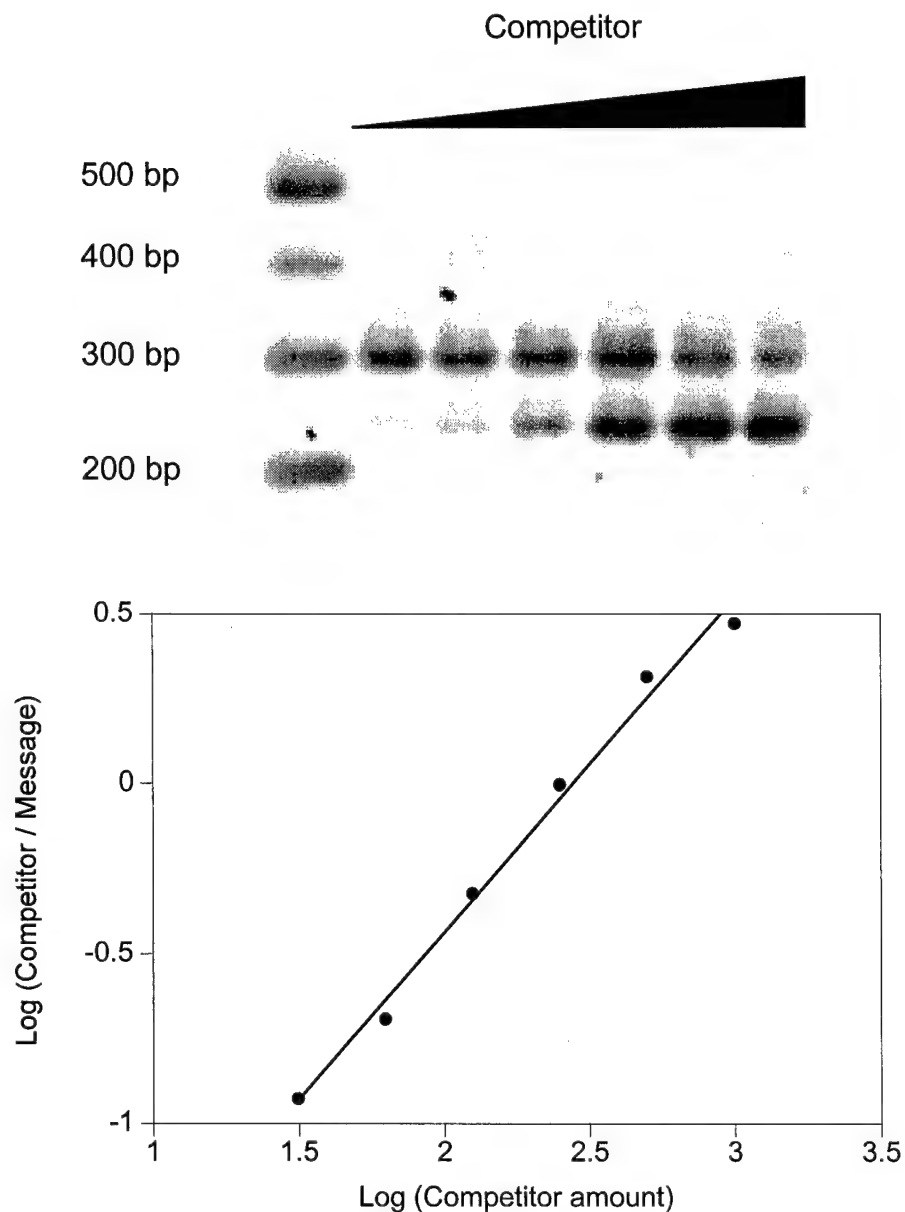 Competitor
500 bp
400 bp
300 bp
200 bp
0.5
0
-0.5
-1
1
1.5
2
2.5
3
3.5
Log (Competitor / Message)
Log (Competitor amount)